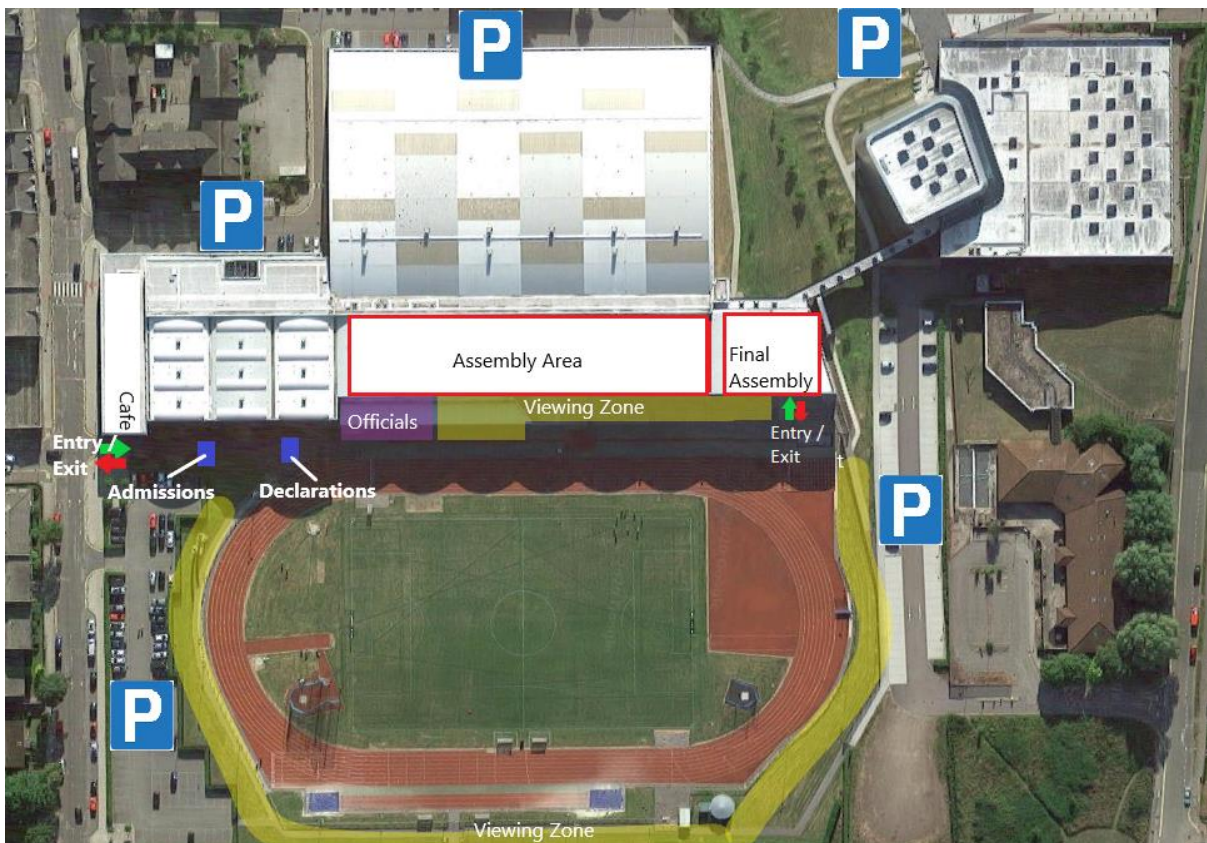 P
P
P
Assembly Area
Final
Assembly
Cafe
Officials
Viewing Zone
Entry /
Exit
Entry /
Exit
t
Admissions
Declarations
P
P
Viewing Zone